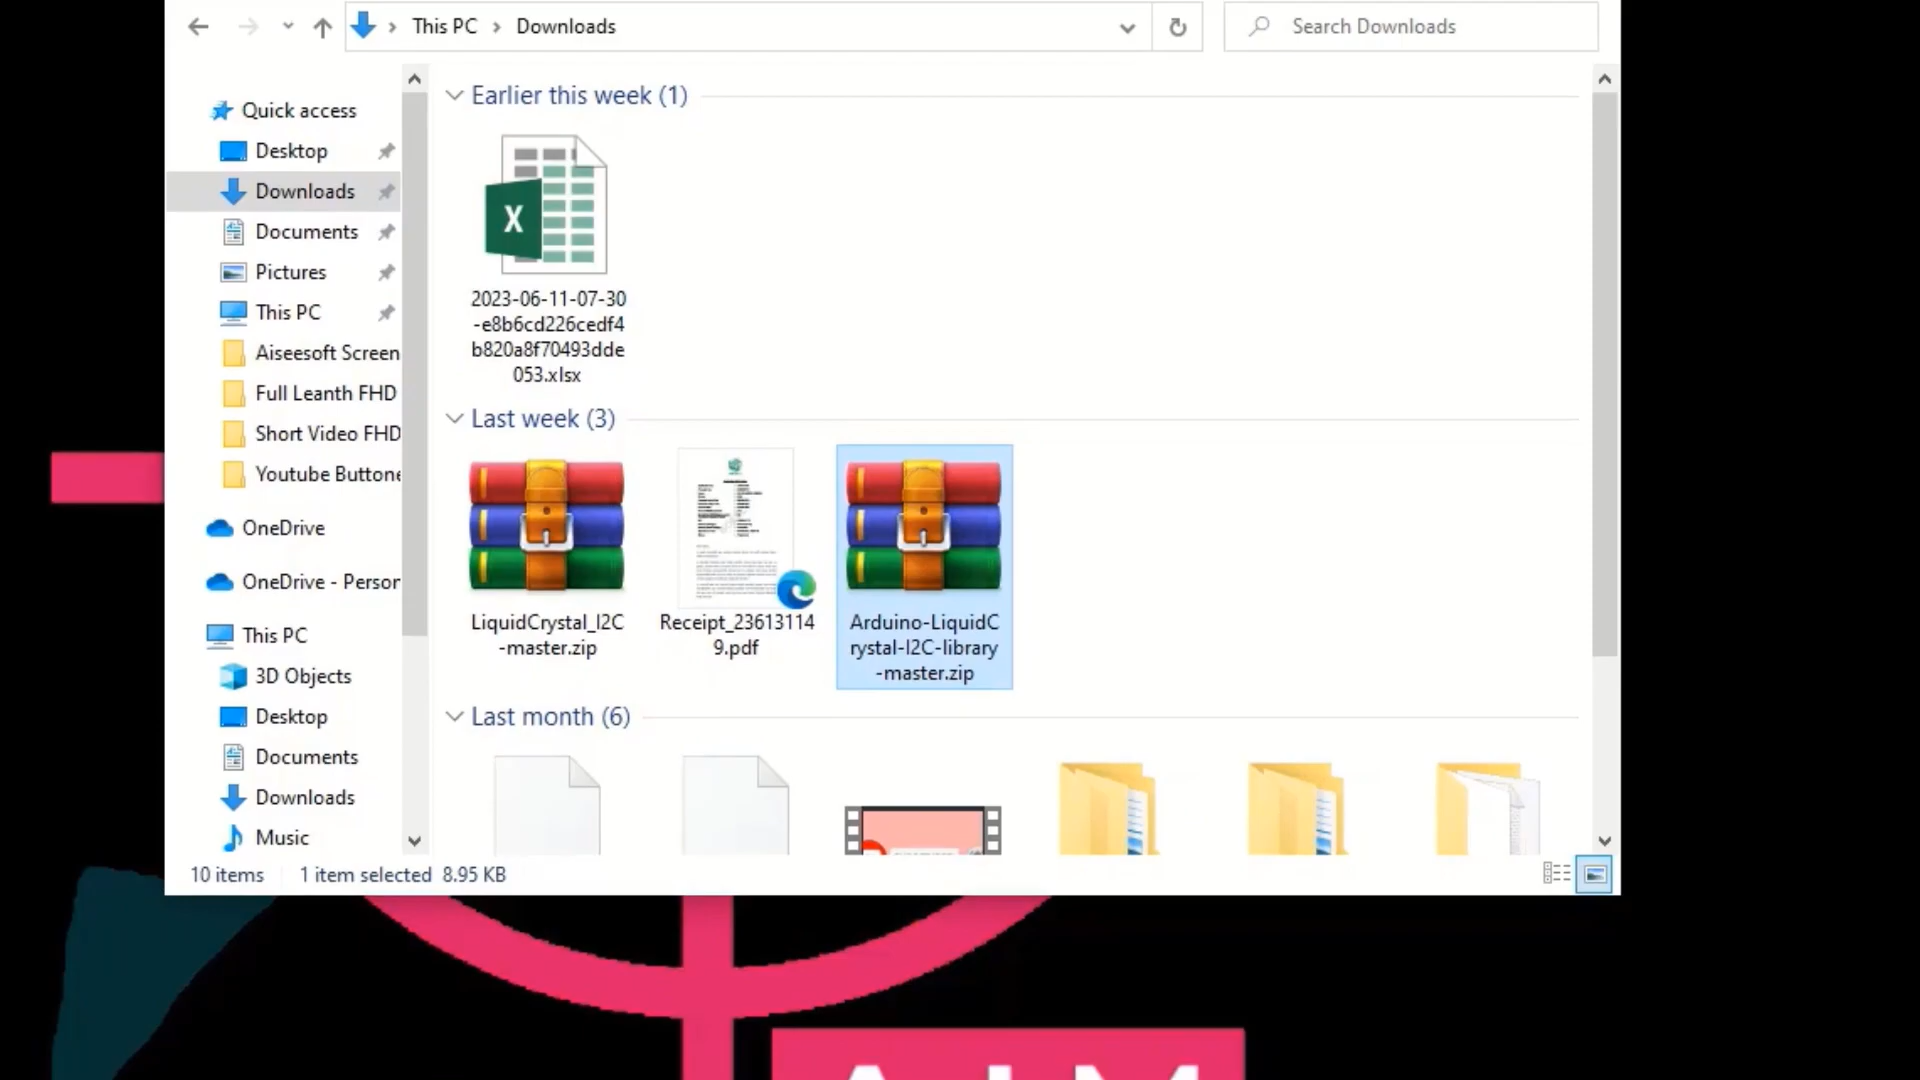 This PC > Downloads
Search Downloads
Quick access
Desktop
Downloads
Documents
Pictures
This PC
Aiseesoft Screen
Full Leanth FHD
Short Video FHD
Youtube Buttone
OneDrive
OneDrive - Person
This PC
3D Objects
Desktop
Documents
Downloads
Music
Earlier this week (1)
X
2023-06-11-07-30
-e8b6cd226cedf4
b820a8f70493dde
053.xlsx
Last week (3)
LiquidCrystal_I2C
-master.zip
Receipt_23613114
9.pdf
Arduino-LiquidC
rystal-I2C-library
-master.zip
Last month (6)
10 items
1 item selected 8.95 KB